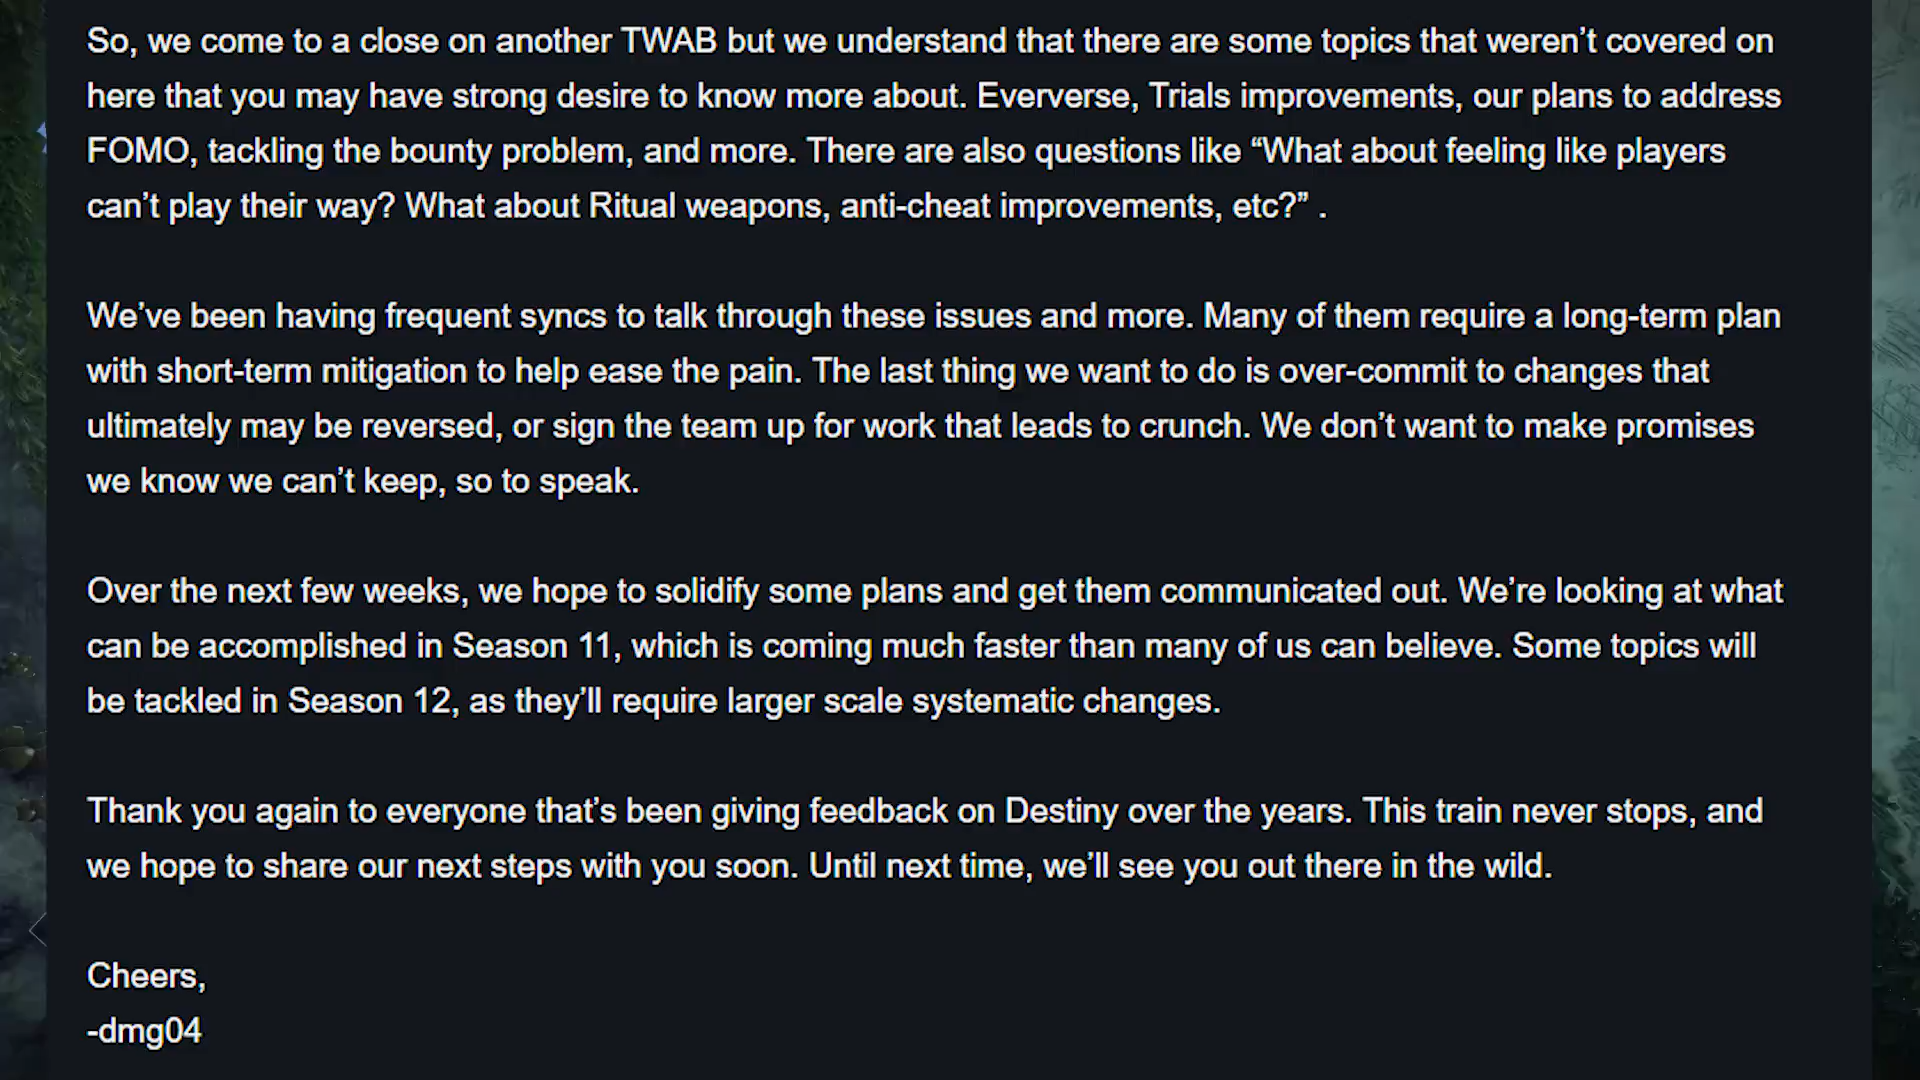 So, we come to a close on another TWAB but we understand that there are some topics that weren’t covered on
here that you may have strong desire to know more about. Eververse, Trials improvements, our plans to address
FOMO, tackling the bounty problem, and more. There are also questions like “What about feeling like players
can’t play their way? What about Ritual weapons, anti-cheat improvements, etc?” .
We’ve been having frequent syncs to talk through these issues and more. Many of them require a long-term plan
with short-term mitigation to help ease the pain. The last thing we want to do is over-commit to changes that
ultimately may be reversed, or sign the team up for work that leads to crunch. We don’t want to make promises
we know we can’t keep, so to speak.
Over the next few weeks, we hope to solidify some plans and get them communicated out. We’re looking at what
can be accomplished in Season 11, which is coming much faster than many of us can believe. Some topics will
be tackled in Season 12, as they’ll require larger scale systematic changes.
Thank you again to everyone that’s been giving feedback on Destiny over the years. This train never stops, and
we hope to share our next steps with you soon. Until next time, we’ll see you out there in the wild.
Cheers,
-dmg04